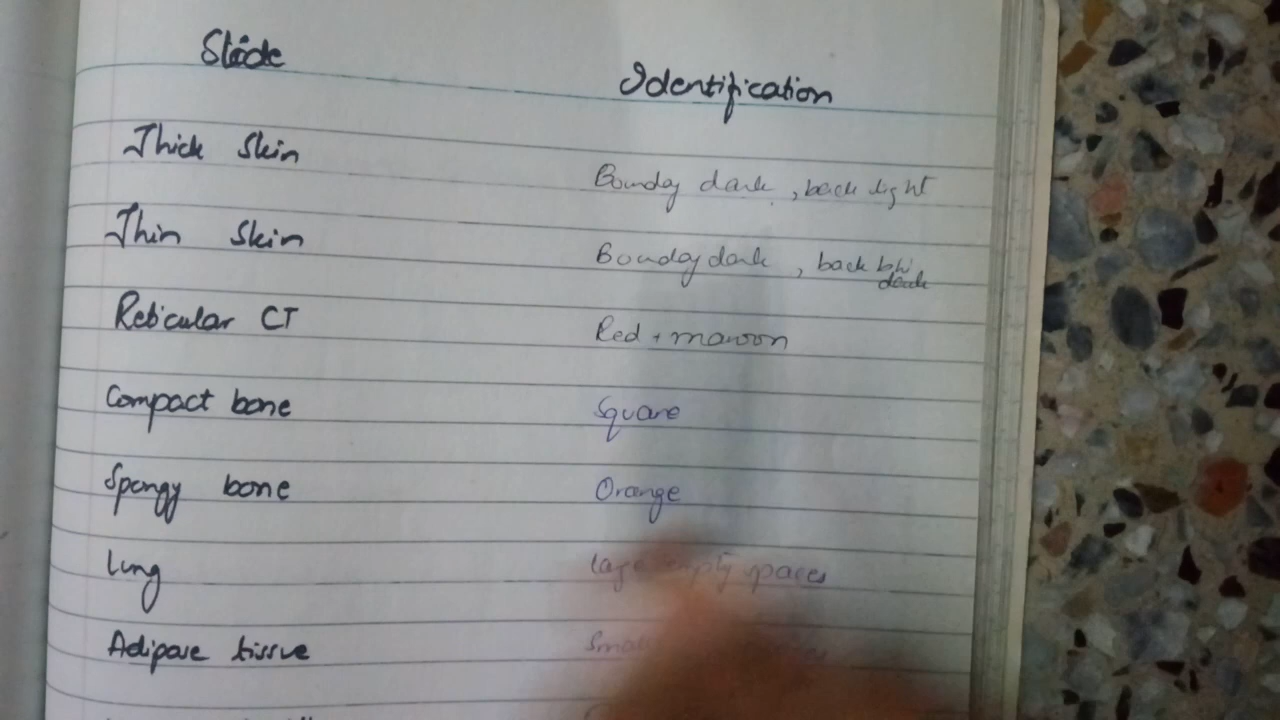 Slide
Identification
Thick Skin
Bounday dark, back light
Thin Skin
Bounday dark, back
dark
Reticular CT
Red + maroon
Compact bone
Square
Spongy bone
Orange
Lung
empty spaces
Adipose tissue